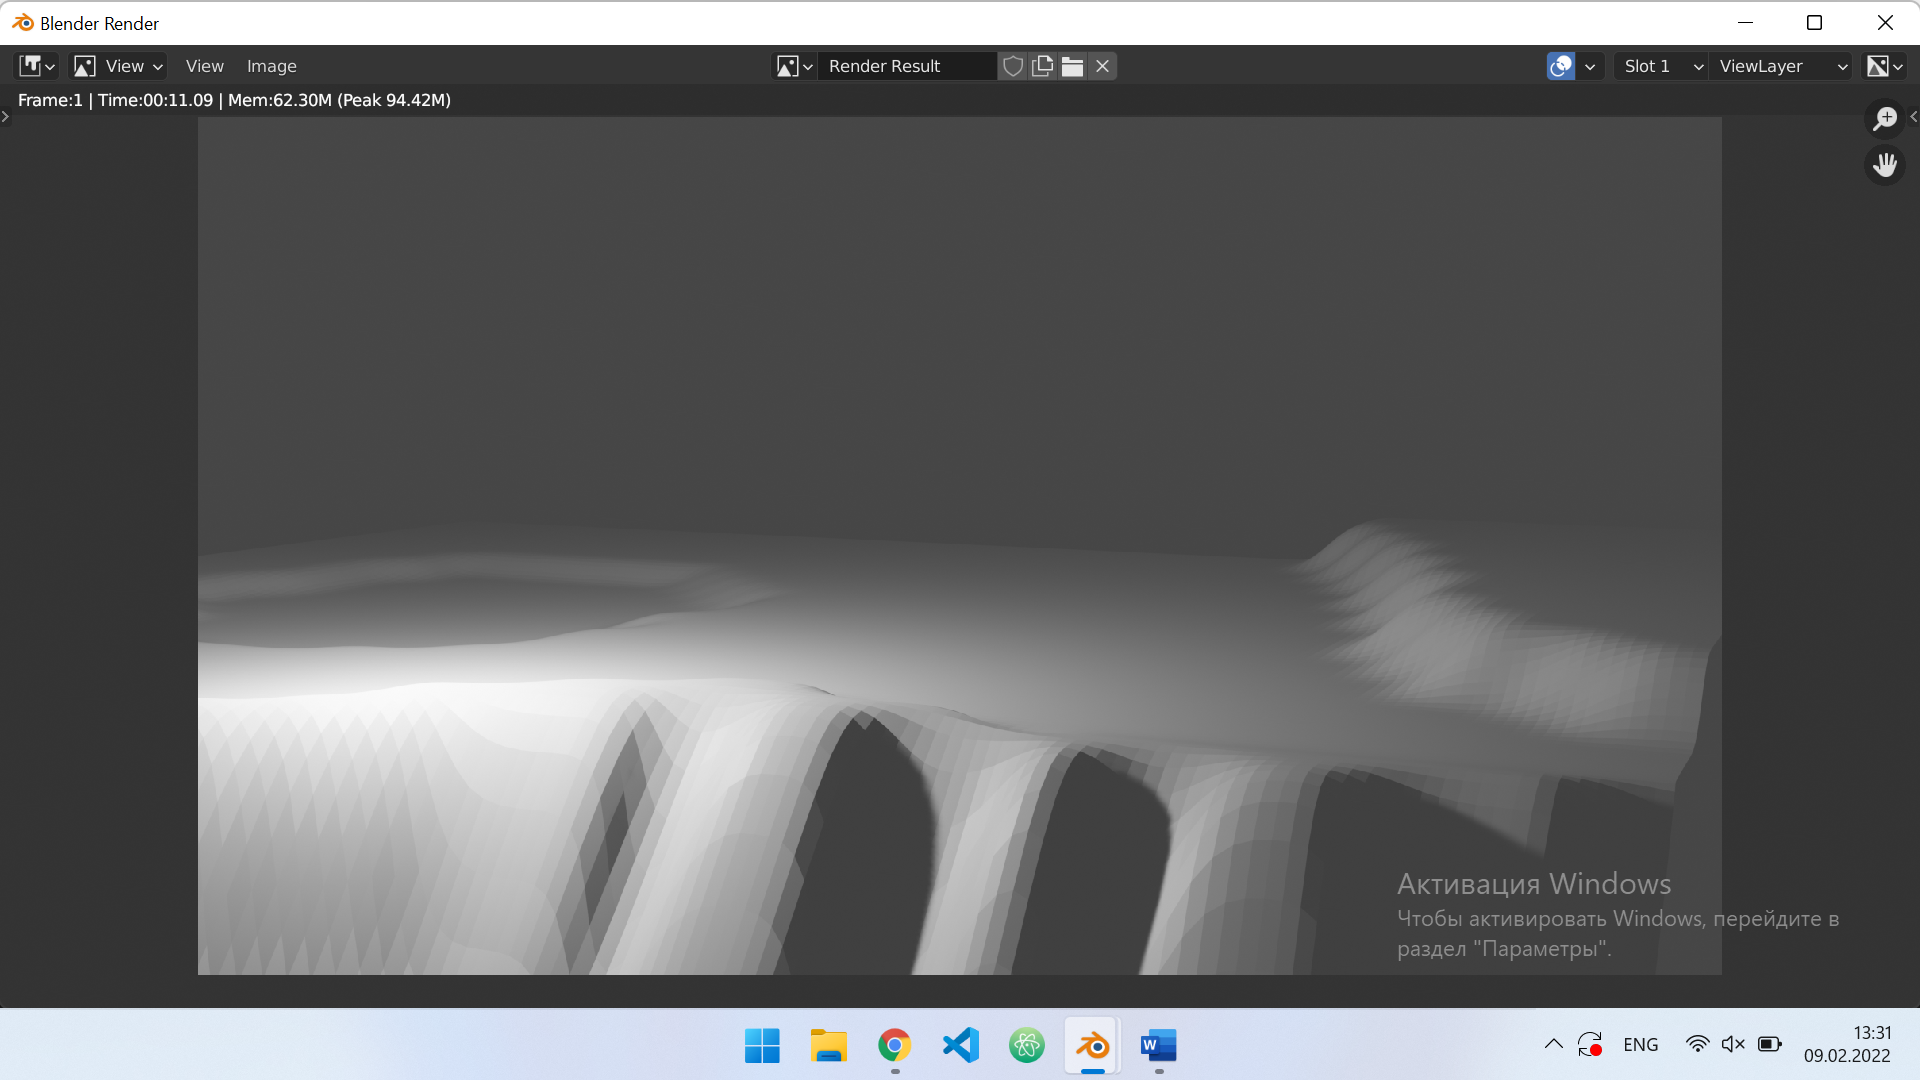 Blender Render
View View Image Render Result Slot 1 ViewLayer
Frame:1 | Time:00:11.09 | Mem:62.30M (Peak 94.42M)
Активация Windows
Чтобы активировать Windows, перейдите в
раздел "Параметры".
W
ENG
13:31
09.02.2022